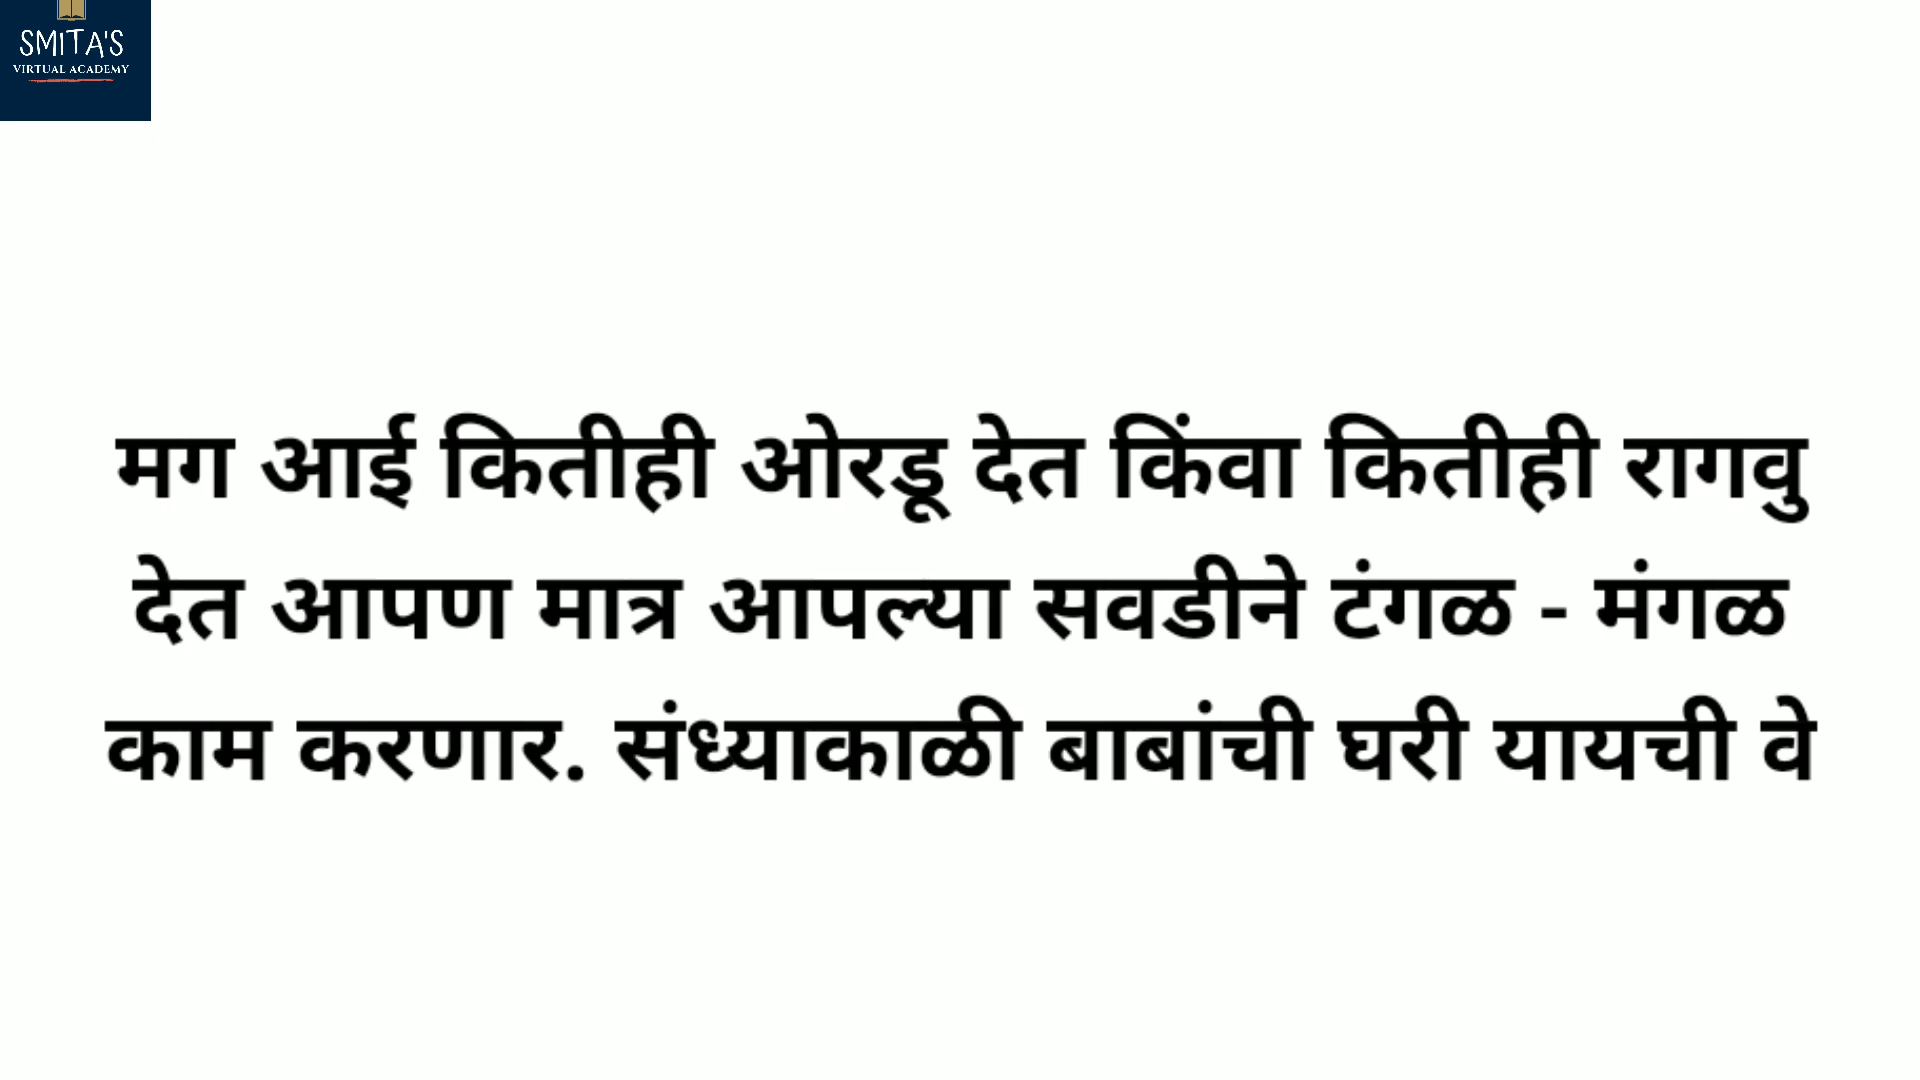 SMITA'S
VIRTUAL ACADEMY
मग आई कितीही ओरडू देत किंवा कितीही रागवु
देत आपण मात्र आपल्या सवडीने टंगळ - मंगळ
काम करणार. संध्याकाळी बाबांची घरी यायची वे